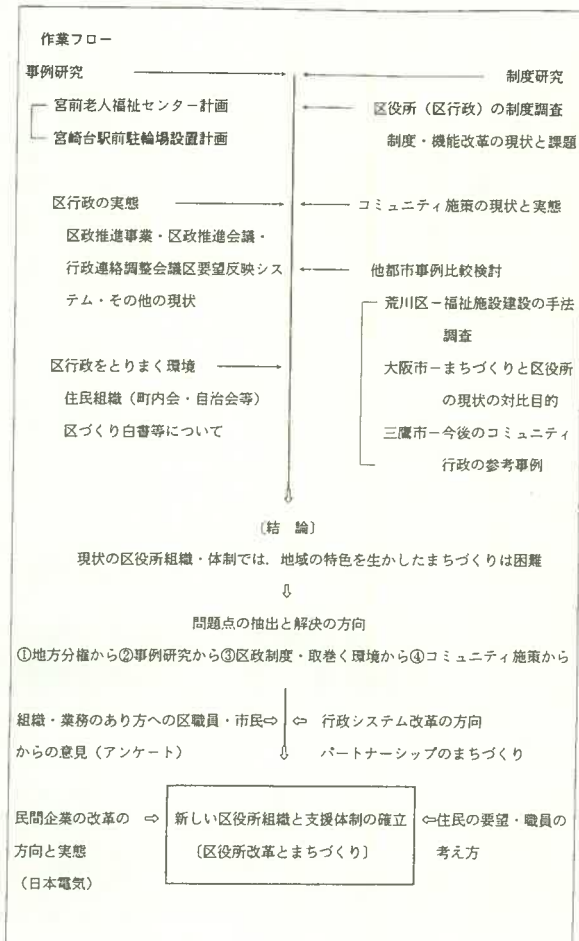 作業フロー
事例研究
制度研究
宮前老人福祉センター計画
区役所（区行政）の制度調査
宮崎台駅前駐輪場設置計画
制度・機能改革の現状と課題
区行政の実態
コミュニティ施策の現状と実態
区政推進事業・区政推進会議・
行政連絡調整会議区要望反映シス
テム・その他の現状
他都市事例比較検討
荒川区－福祉施設建設の手法
調査
大阪市－まちづくりと区役所
の現状の対比目的
三鷹市－今後のコミュニティ
行政の参考事例
区行政をとりまく環境
住民組織（町内会・自治会等）
区づくり白書等について
〔結　論〕
現状の区役所組織・体制では、地域の特色を生かしたまちづくりは困難
問題点の抽出と解決の方向
①地方分権から②事例研究から③区政制度・取巻く環境から④コミュニティ施策から
組織・業務のあり方への区職員・市民
からの意見（アンケート）
行政システム改革の方向
パートナーシップのまちづくり
民間企業の改革の
方向と実態
（日本電気）
新しい区役所組織と支援体制の確立
〔区役所改革とまちづくり〕
住民の要望・職員の
考え方